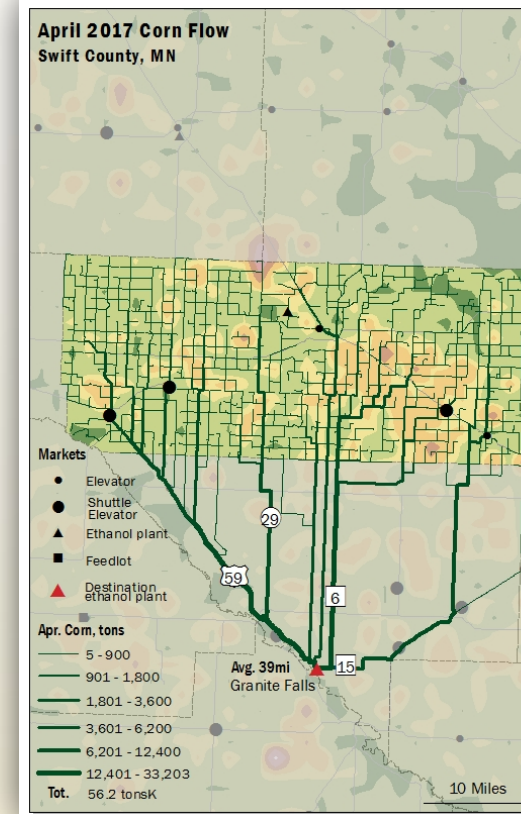 April 2017 Corn Flow
Swift County, MN
Markets
Elevator
Shuttle
Elevator
Ethanol plant
Feedlot
Destination
ethanol plant
29
59
6
15
Avg. 39mi
Granite Falls
Apr. Corn, tons
5 - 900
901 - 1,800
1,801 - 3,600
3,601 - 6,200
6,201 - 12,400
12,401 - 33,203
Tot. 56.2 tonsK
10 Miles